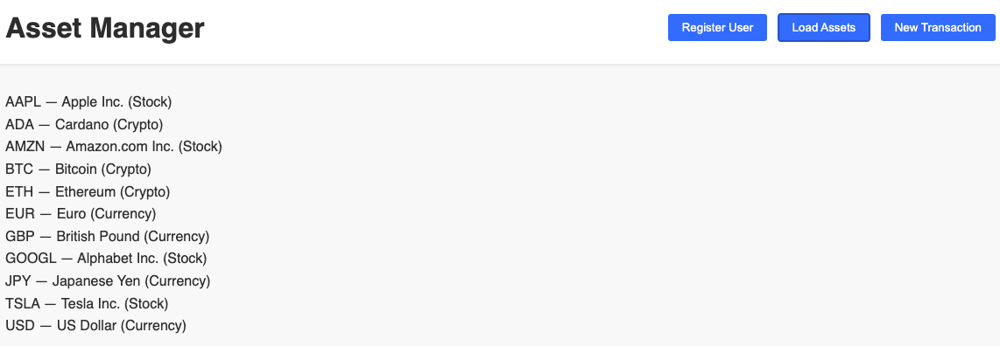 Asset Manager
Register User
Load Assets
New Transaction
AAPL — Apple Inc. (Stock)
ADA — Cardano (Crypto)
AMZN — Amazon.com Inc. (Stock)
BTC — Bitcoin (Crypto)
ETH — Ethereum (Crypto)
EUR — Euro (Currency)
GBP — British Pound (Currency)
GOOGL — Alphabet Inc. (Stock)
JPY — Japanese Yen (Currency)
TSLA — Tesla Inc. (Stock)
USD — US Dollar (Currency)